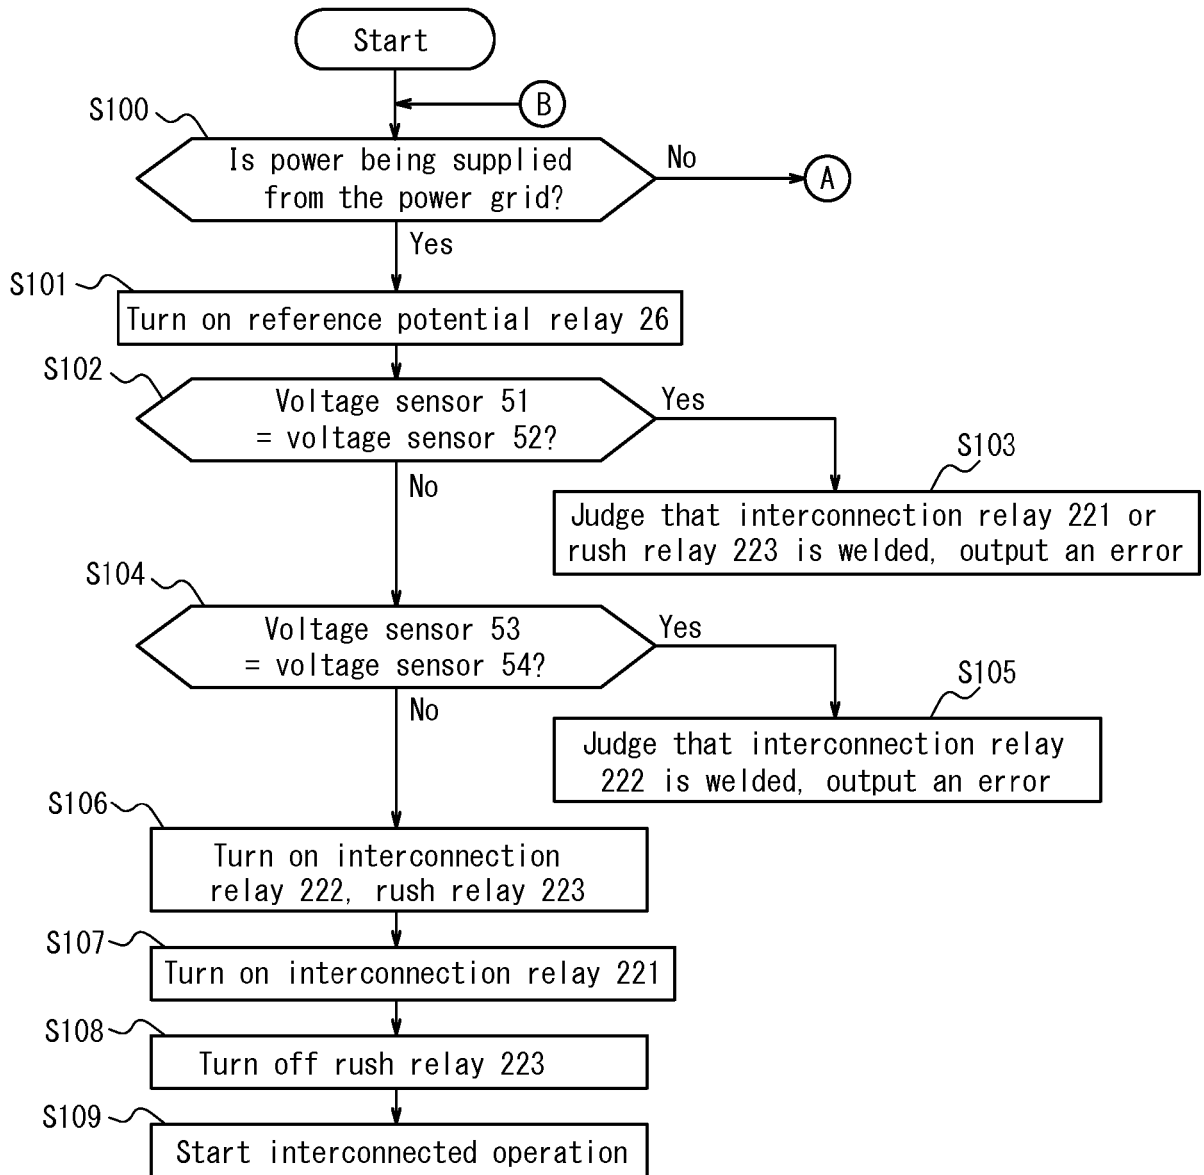 Start
B
S100
Is power being supplied
from the power grid?
No
A
Yes
S101
Turn on reference potential relay 26
S102
Voltage sensor 51
= voltage sensor 52?
Yes
No
S103
Judge that interconnection relay 221 or
rush relay 223 is welded, output an error
S104
Voltage sensor 53
= voltage sensor 54?
Yes
No
S105
Judge that interconnection relay
222 is welded, output an error
S106
Turn on interconnection
relay 222, rush relay 223
S107
Turn on interconnection relay 221
S108
Turn off rush relay 223
S109
Start interconnected operation